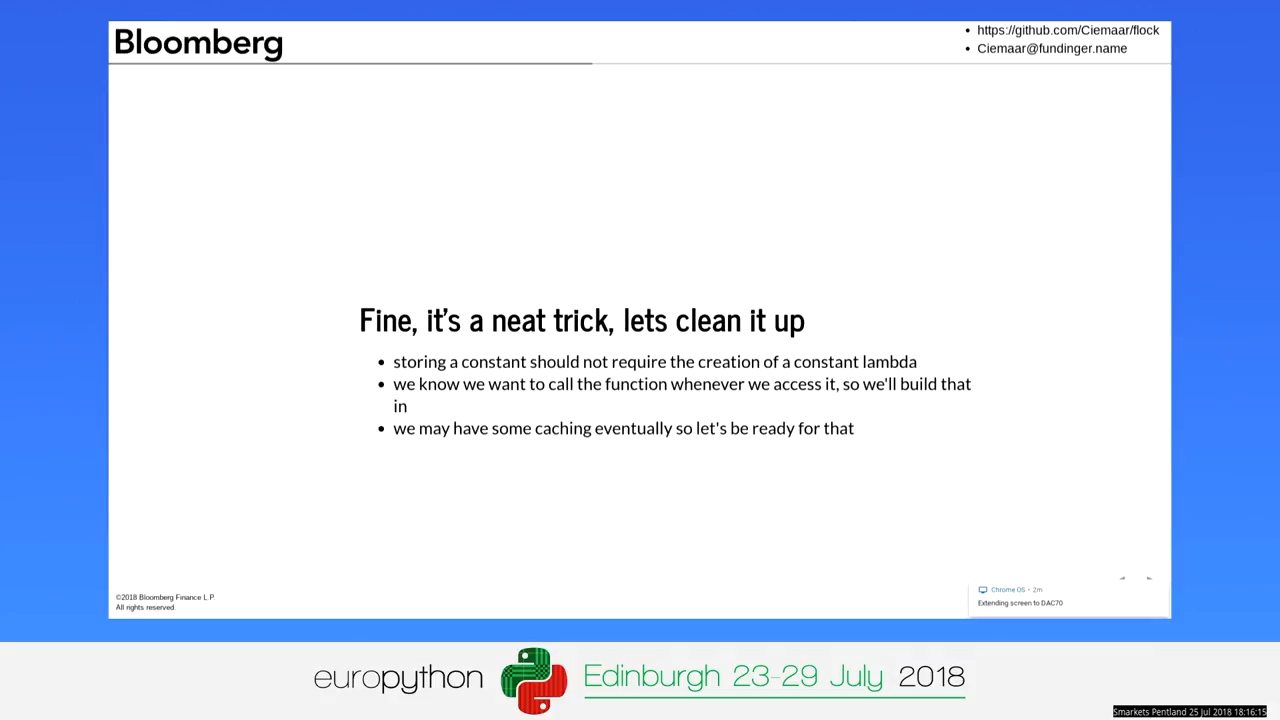 Bloomberg
• https://github.com/Ciemaar/flock
• Ciemaar@fundinger.name
Fine, it's a neat trick, lets clean it up
• storing a constant should not require the creation of a constant lambda
• we know we want to call the function whenever we access it, so we'll build that
in
• we may have some caching eventually so let's be ready for that
©2018 Bloomberg Finance L.P
All rights reserved.
Chrome OS • 2m
Extending screen to DAC70
europython
Edinburgh 23-29 July 2018
Smarkets Pentland 25 Jul 2018 18:16:15